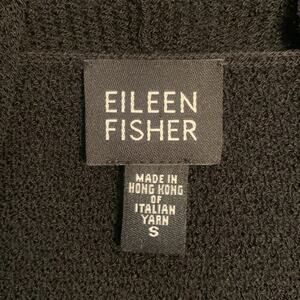 EILEEN
FISHER
MADE IN
HONG KONG
OF
ITALIAN
YARN
S